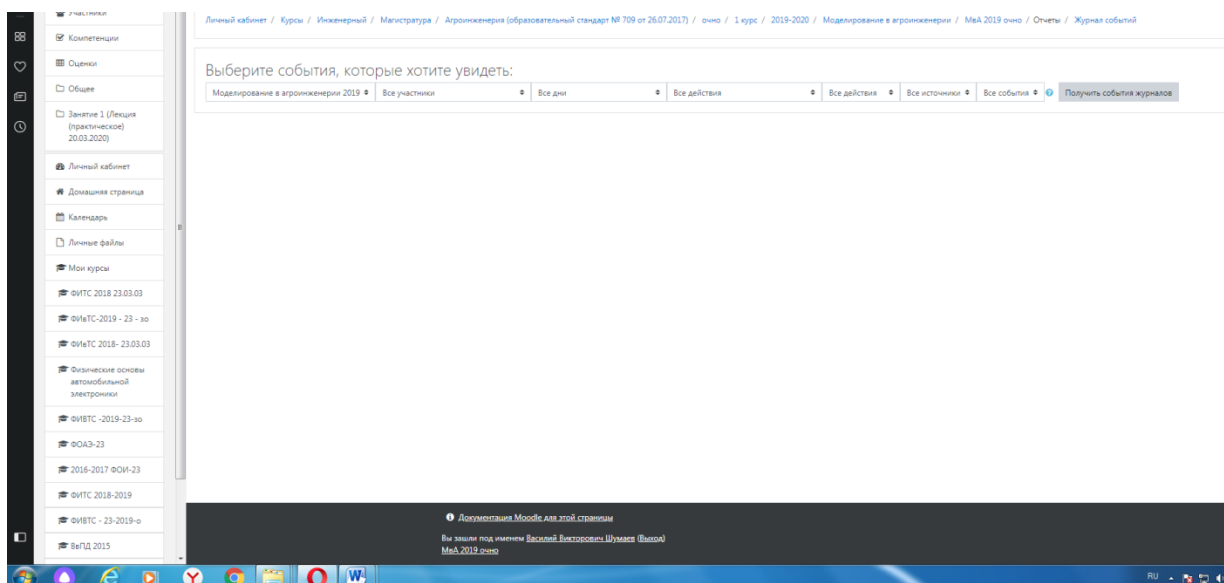 Участники
Компетенции
Оценки
Общее
Занятие 1 (Лекция
(практическое)
20.03.2020)
Личный кабинет
Домашняя страница
Календарь
Личные файлы
Мои курсы
ФИТС 2018 23.03.03
ФИвТС-2019 - 23 - зо
ФИвТС 2018- 23.03.03
Физические основы
автомобильной
электроники
ФИВТС -2019-23-зо
ФОАЭ-23
2016-2017 ФОИ-23
ФИТС 2018-2019
ФИВТС - 23-2019-о
ВвПД 2015
Личный кабинет / Курсы / Инженерный / Магистратура / Агроинженерия (образовательный стандарт № 709 от 26.07.2017) / очно / 1 курс / 2019-2020 / Моделирование в агроинженерии / МвА 2019 очно / Отчеты / Журнал событий
Выберите события, которые хотите увидеть:
Моделирование в агроинженерии 2019 Все участники Все дни Все действия Все действия Все источники Все события Получить события журналов
Документация Moodle для этой страницы
Вы зашли под именем Василий Викторович Шумаев (Выход)
МвА 2019 очно
RU